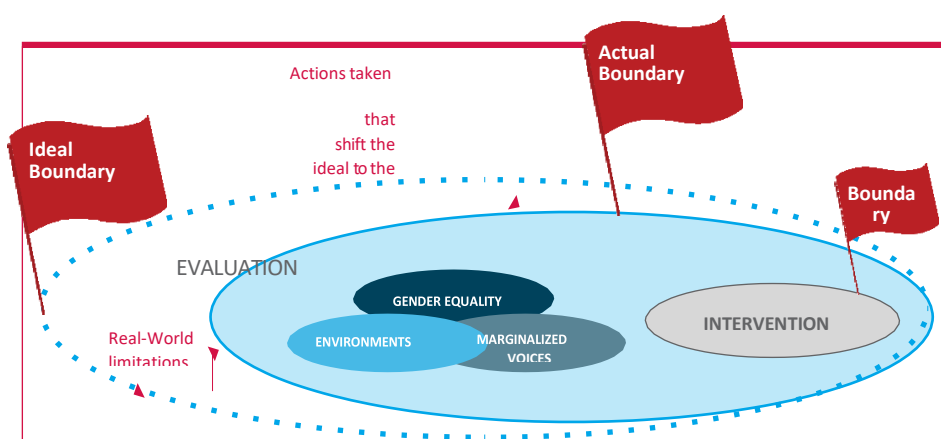 Actual
Boundary
Actions taken
that
shift the
ideal to the
Ideal
Boundary
Bounda
ry
EVALUATION
GENDER EQUALITY
ENVIRONMENTS
MARGINALIZED
VOICES
INTERVENTION
Real-World
limitations